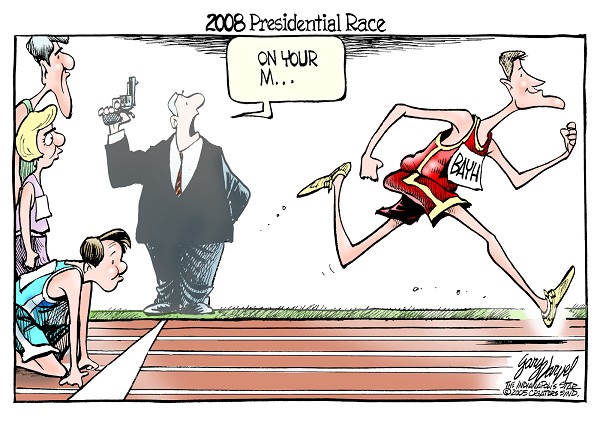 2008 Presidential Race
ON YOUR
M...
BAYH
Gary Varvel
THE INDIANAPOLIS STAR
©2005 CREATORS SYND.